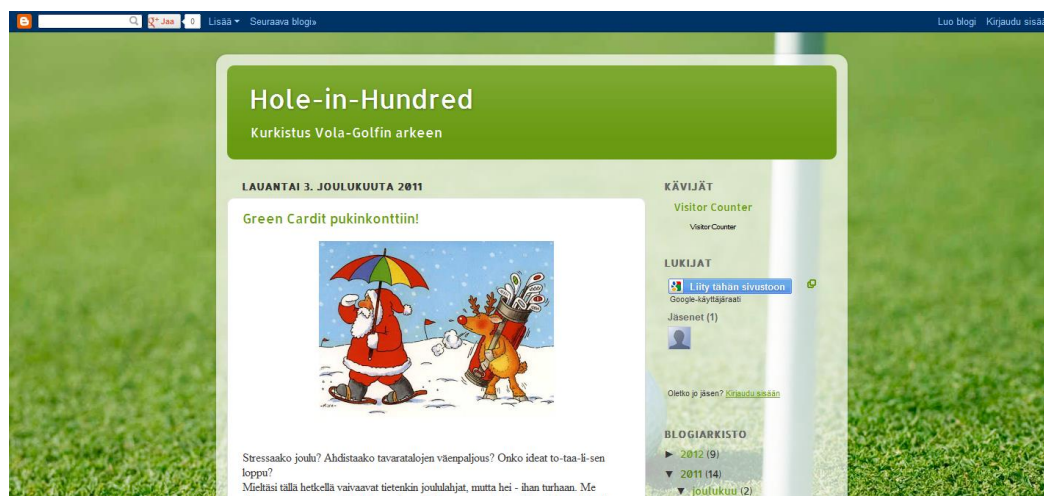 Jaa 0 Lisää Seuraava blogi» Luo blogi Kirjaudu sisää
Hole-in-Hundred
Kurkistus Vola-Golfin arkeen
LAUANTAI 3. JOULUKUUTA 2011
Green Cardit pukinkonttiin!
Stressaako joulu? Ahdistaako tavaratalojen väenpaljous? Onko ideat to-taa-li-sen
loppu?
Mieltäsi tällä hetkellä vaivaavat tietenkin joululahjat, mutta hei - ihan turhaan. Me
KÄVIJÄT
Visitor Counter
Visitor Counter
LUKIJAT
Liity tähän sivustoon
Google-käyttäjäraati
Jäsenet (1)
Oletko jo jäsen? Kirjaudu sisään
BLOGIARKISTO
► 2012 (9)
▼ 2011 (14)
▼ joulukuu (2)